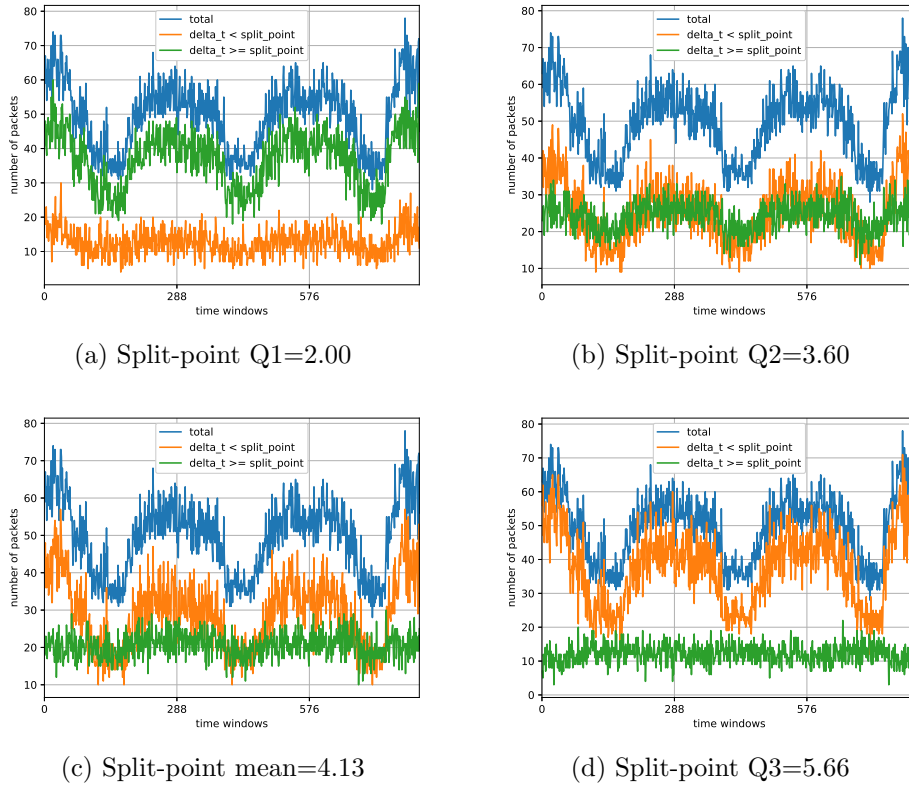 80
70
60
50
40
30
20
10
number of packets
total
delta_t < split_point
delta_t >= split_point
0
288
576
time windows
(a) Split-point Q1=2.00
80
70
60
50
40
30
20
10
number of packets
total
delta_t < split_point
delta_t >= split_point
0
288
576
time windows
(b) Split-point Q2=3.60
80
70
60
50
40
30
20
10
number of packets
total
delta_t < split_point
delta_t >= split_point
0
288
576
time windows
(c) Split-point mean=4.13
80
70
60
50
40
30
20
10
0
number of packets
total
delta_t < split_point
delta_t >= split_point
0
288
576
time windows
(d) Split-point Q3=5.66